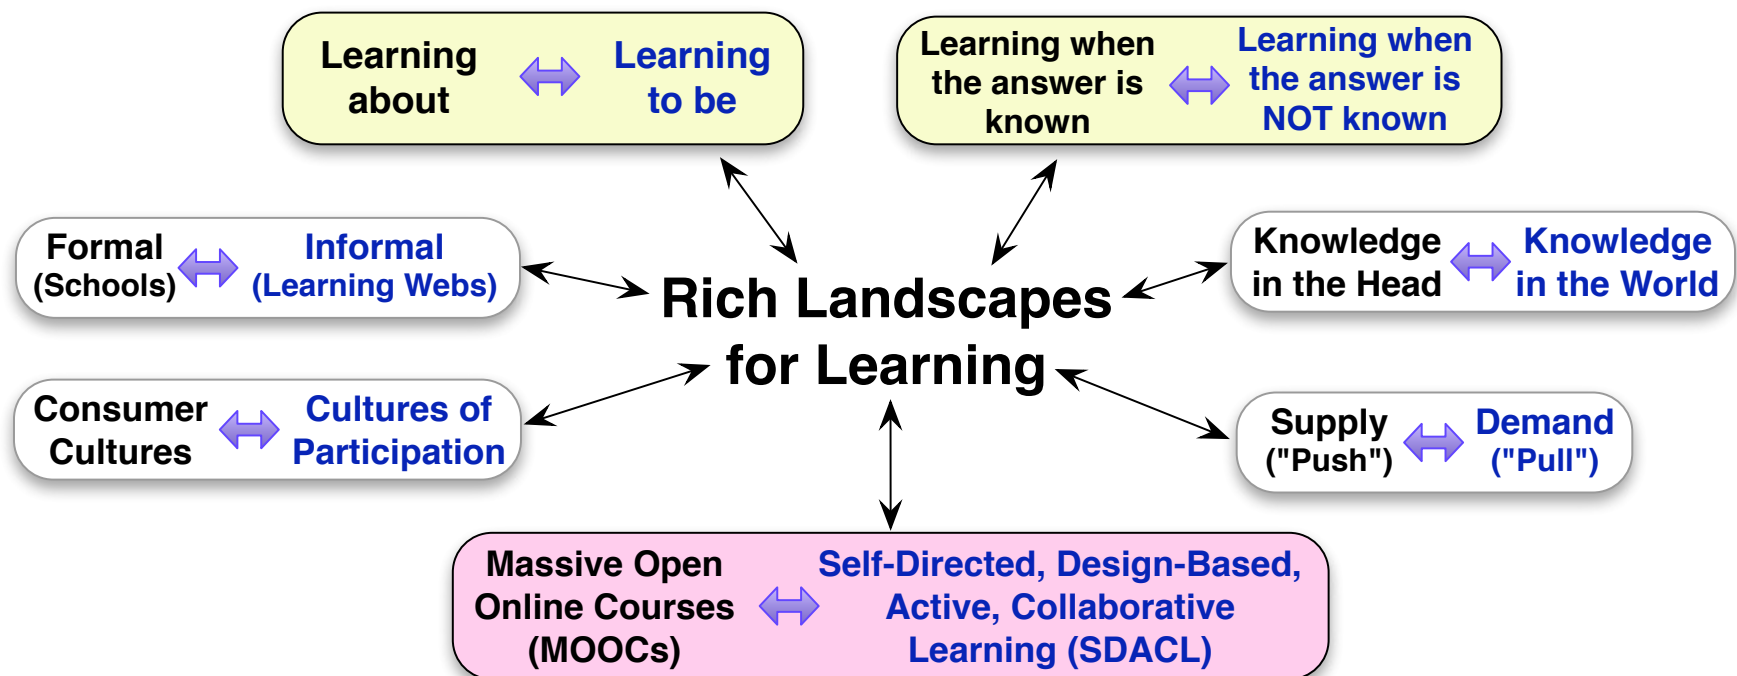 Learning
about
Learning
to be
Learning when
the answer is
known
Learning when
the answer is
NOT known
Formal
(Schools)
Informal
(Learning Webs)
Knowledge
in the Head
Knowledge
in the World
Rich Landscapes
for Learning
Consumer
Cultures
Cultures of
Participation
Supply
("Push")
Demand
("Pull")
Massive Open
Online Courses
(MOOCs)
Self-Directed, Design-Based,
Active, Collaborative
Learning (SDACL)